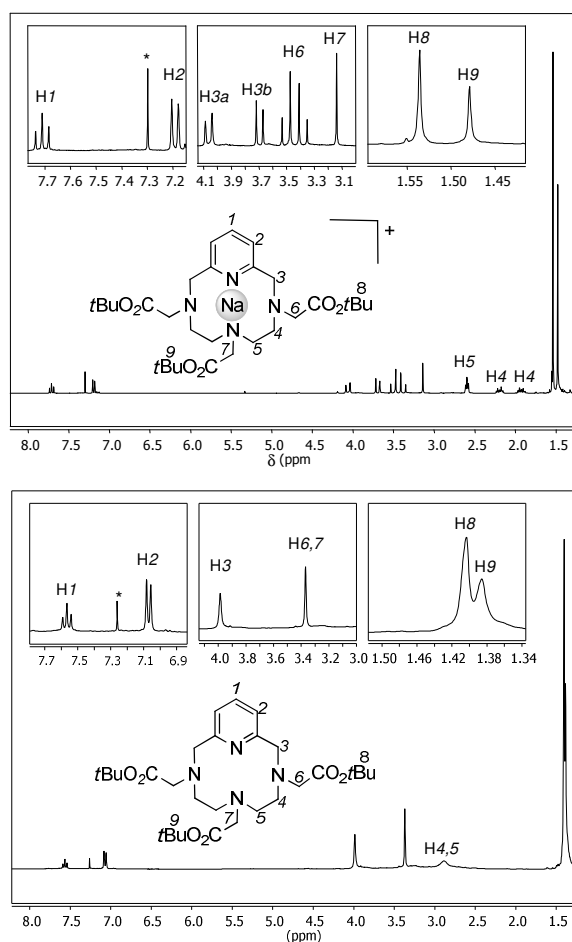 H1
*
H2
7.7 7.6 7.5 7.4 7.3 7.2
H3a
H3b
H6
H7
4.1 3.9 3.7 3.5 3.3 3.1
H8
H9
1.55 1.50 1.45
1
2
3
N
tBuO2C
N
Na
N
CO2tBu
8
6
4
N
5
7
9
tBuO2C
+
H5
H4
H4
8.0 7.5 7.0 6.5 6.0 5.5 5.0 4.5 4.0 3.5 3.0 2.5 2.0 1.5
δ (ppm
H1
*
H2
7.7 7.5 7.3 7.1 6.9
H3
H6,7
4.0 3.8 3.6 3.4 3.2 3.0
H8
H9
1.50 1.46 1.42 1.38 1.34
1
2
3
N
tBuO2C
N
N
CO2tBu
8
6
4
N
5
7
9
tBuO2C
H4,5
8.0 7.5 7.0 6.5 6.0 5.5 5.0 4.5 4.0 3.5 3.0 2.5 2.0 1.5
(ppm)